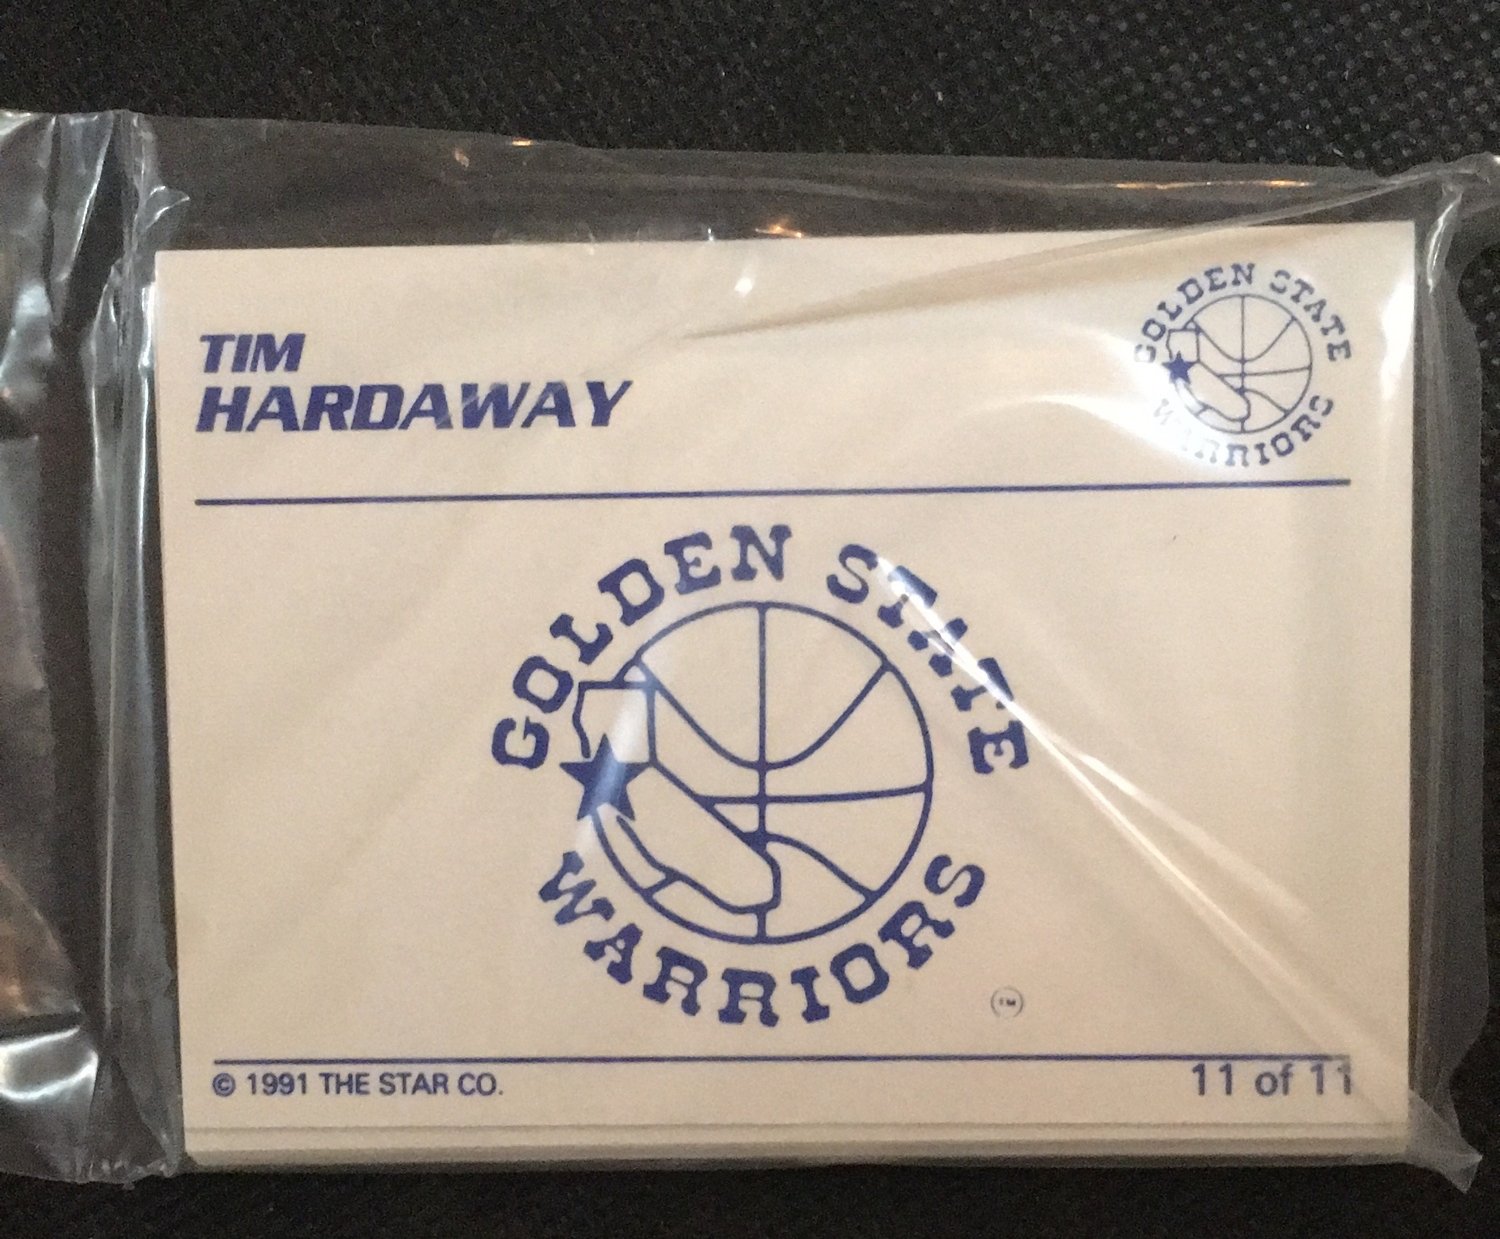 TIM
HARDAWAY
GOLDEN STATE
WARRIORS
GOLDEN STATE
WARRIORS
TM
© 1991 THE STAR CO.
11 of 11